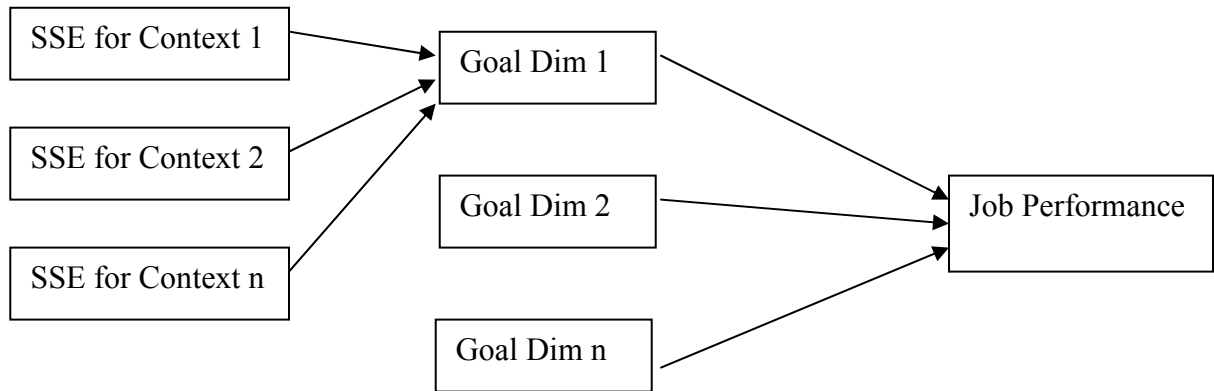 SSE for Context 1
SSE for Context 2
SSE for Context n
Goal Dim 1
Goal Dim 2
Goal Dim n
Job Performance